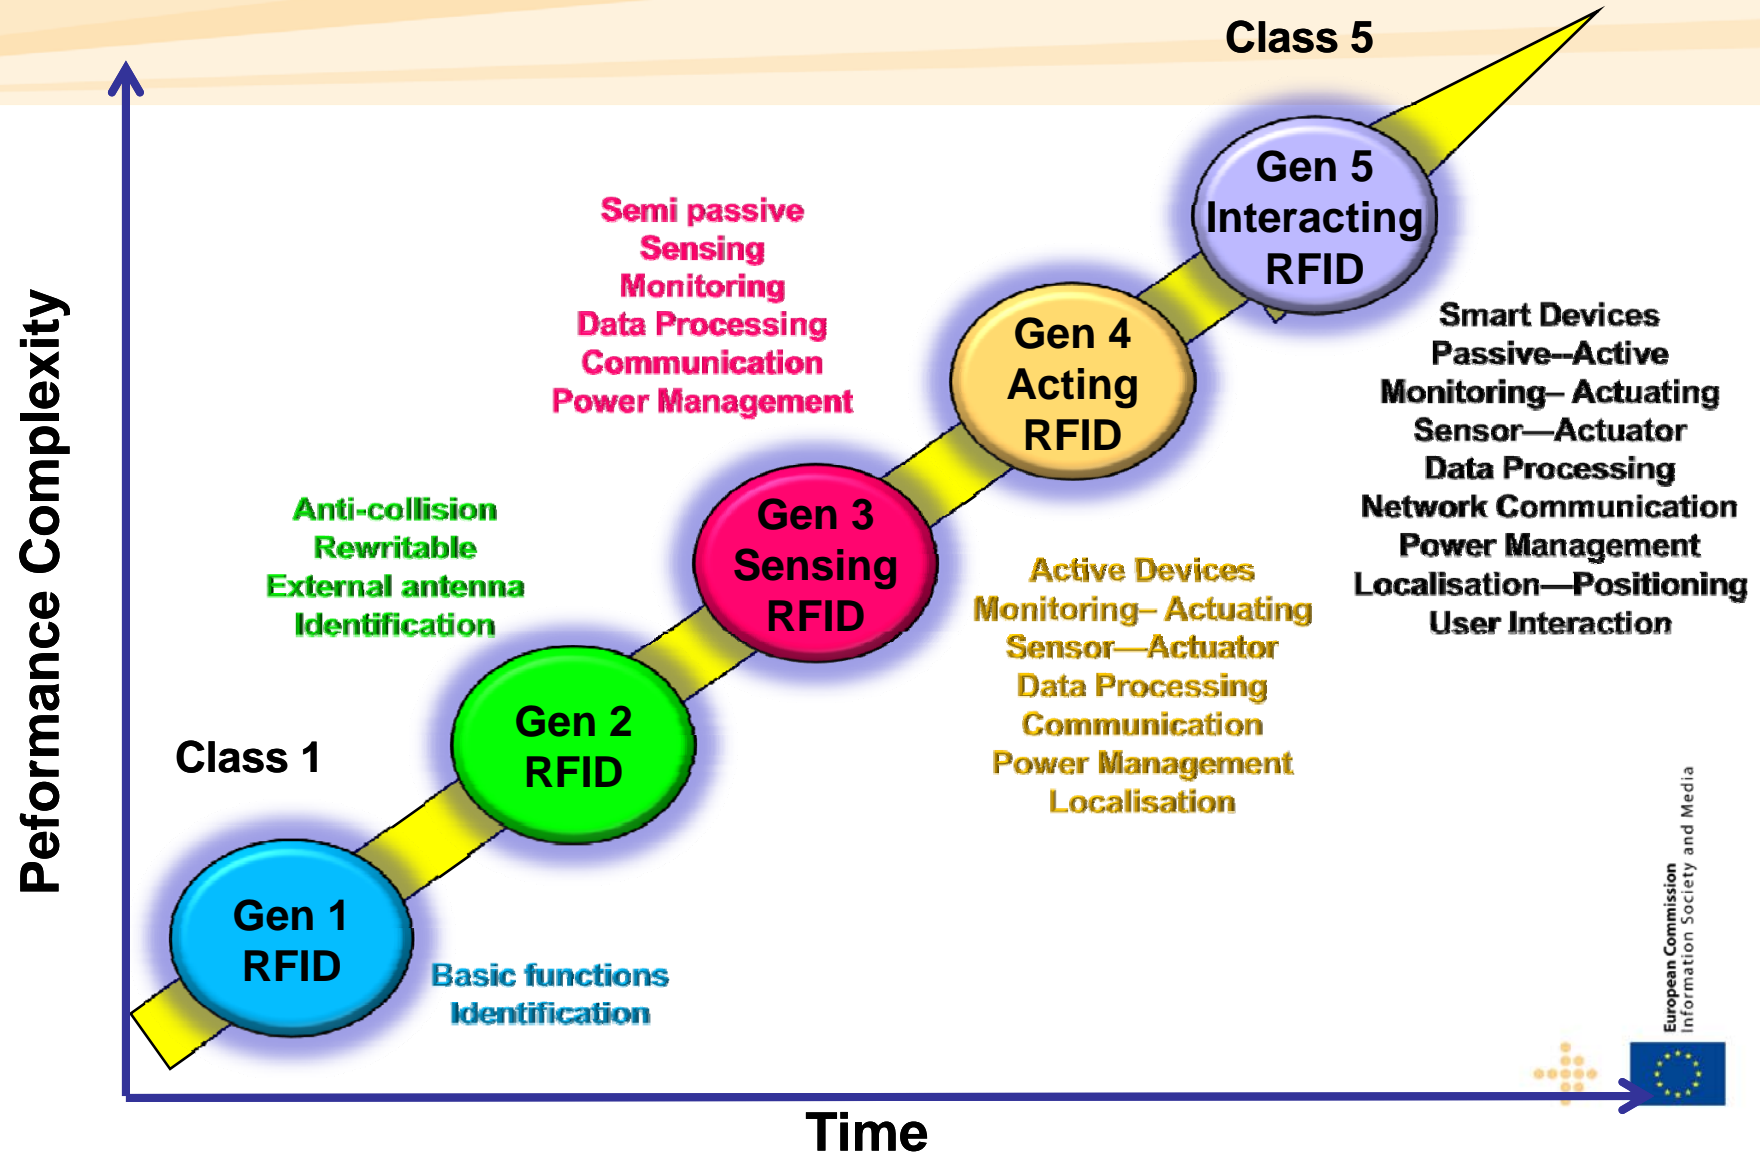 Class 5
Gen 5
Interacting
RFID
Semi passive
Sensing
Monitoring
Data Processing
Communication
Power Management
Gen 4
Acting
RFID
Smart Devices
Passive--Active
Monitoring– Actuating
Sensor—Actuator
Data Processing
Network Communication
Power Management
Localisation—Positioning
User Interaction
Peformance Complexity
Anti-collision
Rewritable
External antenna
Identification
Gen 3
Sensing
RFID
Active Devices
Monitoring– Actuating
Sensor—Actuator
Data Processing
Communication
Power Management
Localisation
Class 1
Gen 2
RFID
Gen 1
RFID
Basic functions
Identification
European Commission
Information Society and Media
Time